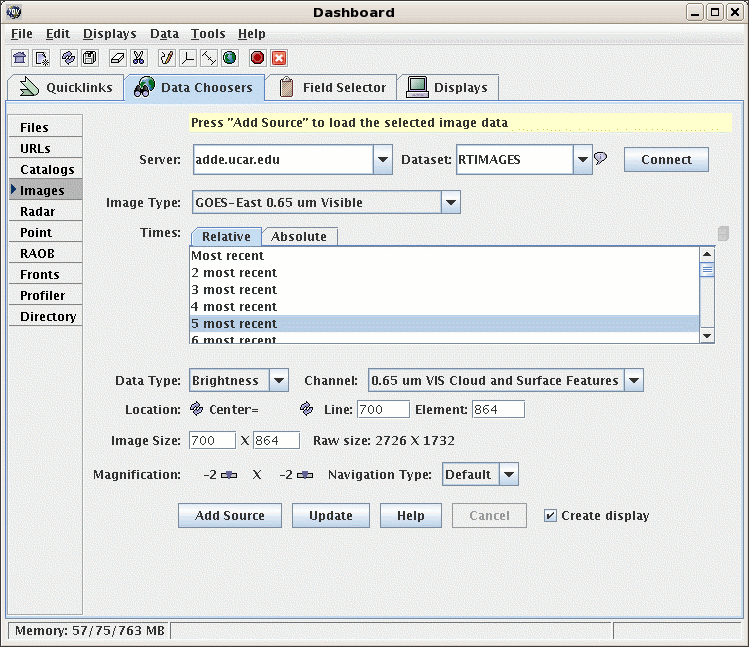 Dashboard
File Edit Displays Data Tools Help
Quicklinks Data Choosers Field Selector Displays
Files
URLs
Catalogs
Images
Radar
Point
RAOB
Fronts
Profiler
Directory
Press "Add Source" to load the selected image data
Server: adde.ucar.edu Dataset: RTIMAGES Connect
Image Type: GOES-East 0.65 um Visible
Times: Relative Absolute
Most recent
2 most recent
3 most recent
4 most recent
5 most recent
6 most recent
Data Type: Brightness Channel: 0.65 um VIS Cloud and Surface Features
Location: Center= Line: 700 Element: 864
Image Size: 700 X 864 Raw size: 2726 X 1732
Magnification: -2 X -2 Navigation Type: Default
Add Source Update Help Cancel Create display
Memory: 57/75/763 MB